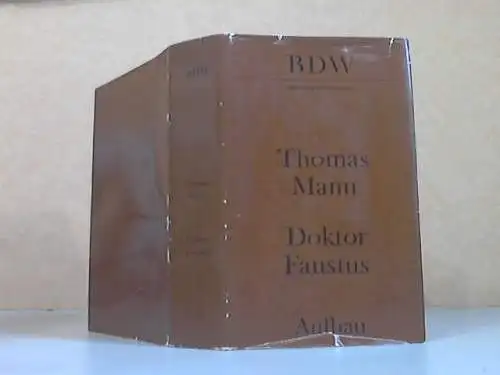 BDW
Thomas
Mann
Doktor
Faustus
Aufbau